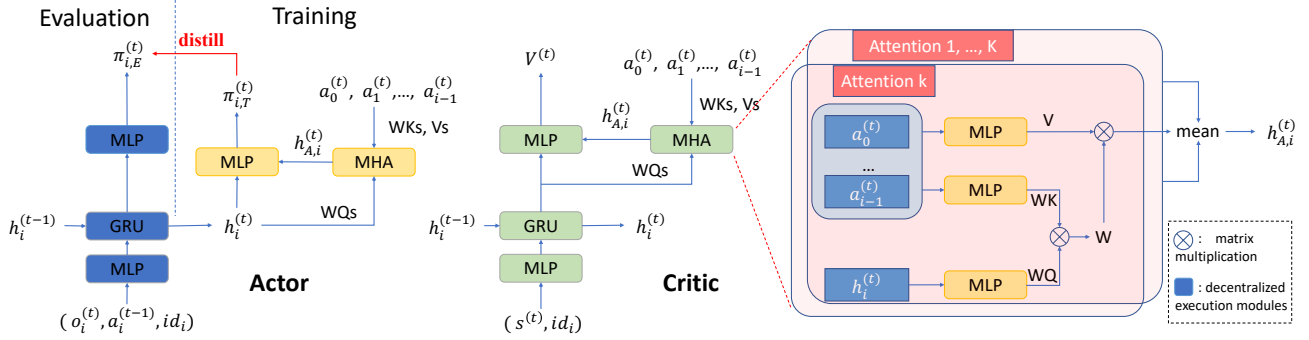 Evaluation
Training
distill
π_{i,E}^{(t)}
π_{i,T}^{(t)}
a_0^{(t)}, a_1^{(t)},..., a_{i-1}^{(t)}
WKs, Vs
h_{A,i}^{(t)}
MLP
MLP
MHA
WQs
h_i^{(t-1)}
GRU
h_i^{(t)}
MLP
Actor
(o_i^{(t)}, a_i^{(t-1)}, id_i)
V^{(t)}
a_0^{(t)}, a_1^{(t)},..., a_{i-1}^{(t)}
WKs, Vs
h_{A,i}^{(t)}
MLP
MHA
WQs
h_i^{(t-1)}
GRU
h_i^{(t)}
MLP
Critic
(s^{(t)}, id_i)
Attention 1, ..., K
Attention k
a_0^{(t)}
MLP
V
...
a_{i-1}^{(t)}
MLP
WK
W
WQ
h_i^{(t)}
MLP
mean
h_{A,i}^{(t)}
⊗ : matrix
multiplication
: decentralized
execution modules